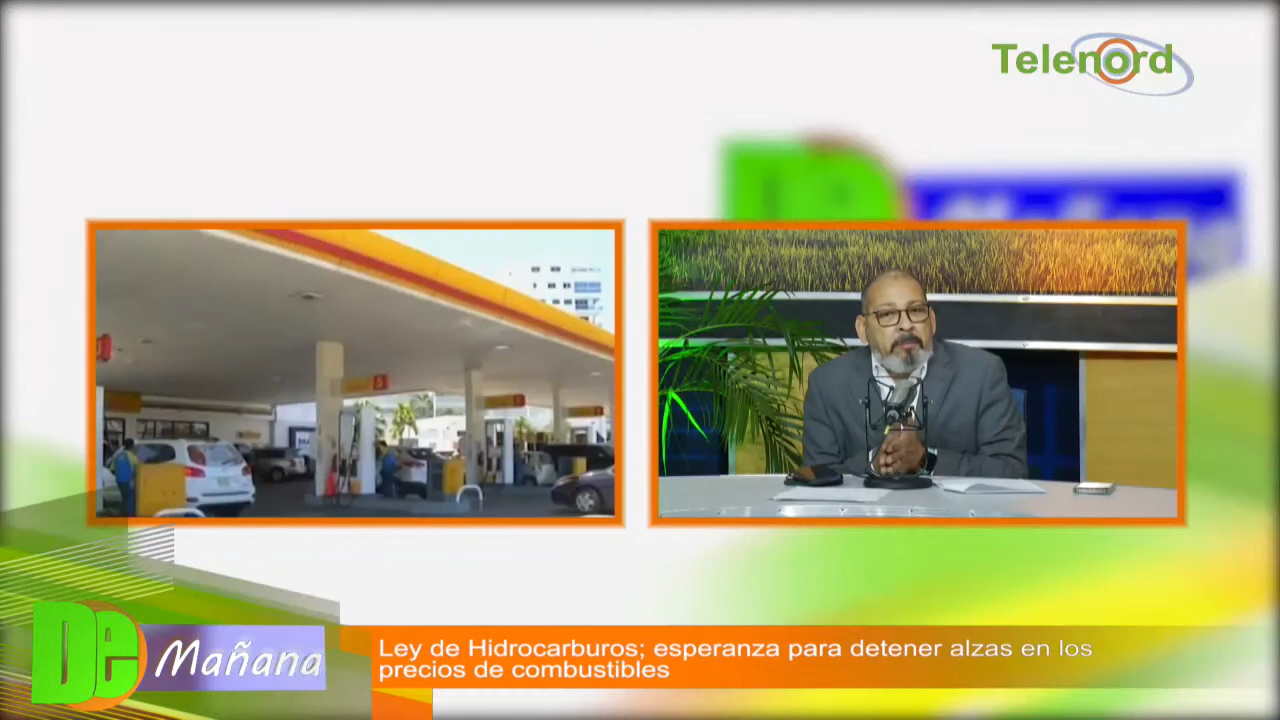 Telenord
De
Mañana
Ley de Hidrocarburos; esperanza para detener alzas en los
precios de combustibles